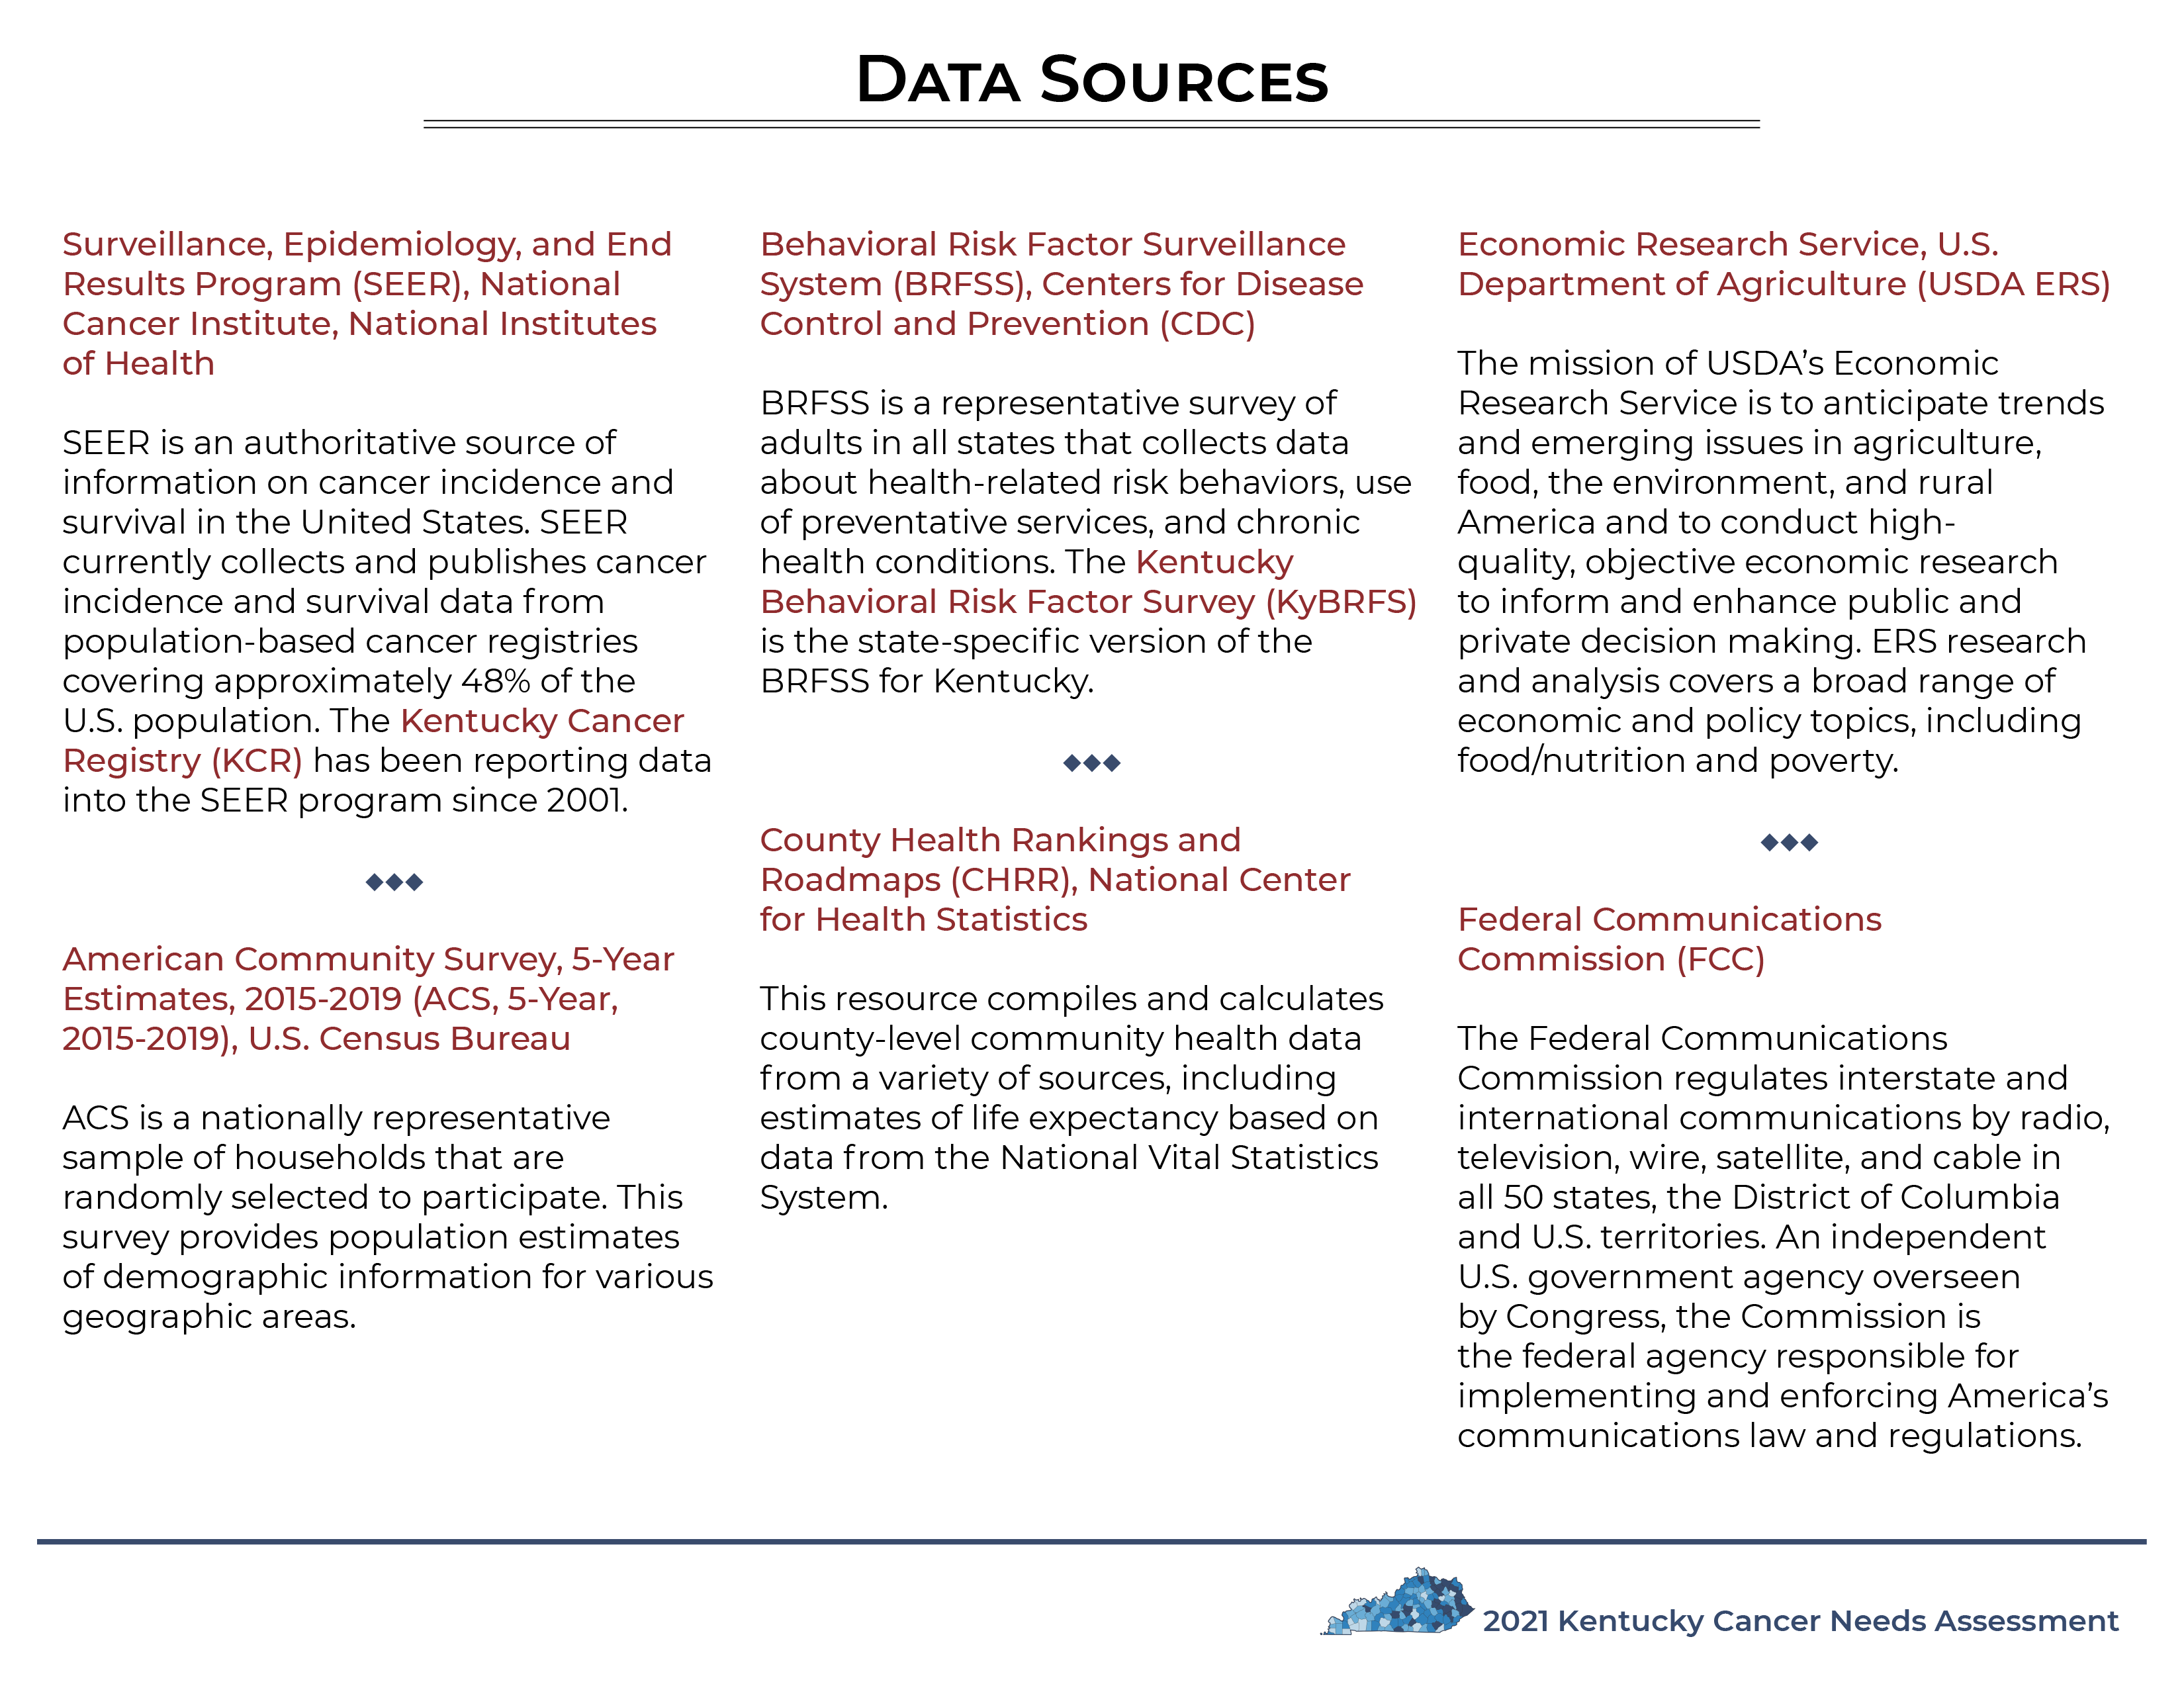 Data Sources
Surveillance, Epidemiology, and End
Results Program (SEER), National
Cancer Institute, National Institutes
of Health
SEER is an authoritative source of
information on cancer incidence and
survival in the United States. SEER
currently collects and publishes cancer
incidence and survival data from
population-based cancer registries
covering approximately 48% of the
U.S. population. The Kentucky Cancer
Registry (KCR) has been reporting data
into the SEER program since 2001.
American Community Survey, 5-Year
Estimates, 2015-2019 (ACS, 5-Year,
2015-2019), U.S. Census Bureau
ACS is a nationally representative
sample of households that are
randomly selected to participate. This
survey provides population estimates
of demographic information for various
geographic areas.
Behavioral Risk Factor Surveillance
System (BRFSS), Centers for Disease
Control and Prevention (CDC)
BRFSS is a representative survey of
adults in all states that collects data
about health-related risk behaviors, use
of preventative services, and chronic
health conditions. The Kentucky
Behavioral Risk Factor Survey (KyBRFS)
is the state-specific version of the
BRFSS for Kentucky.
County Health Rankings and
Roadmaps (CHRR), National Center
for Health Statistics
This resource compiles and calculates
county-level community health data
from a variety of sources, including
estimates of life expectancy based on
data from the National Vital Statistics
System.
Economic Research Service, U.S.
Department of Agriculture (USDA ERS)
The mission of USDA’s Economic
Research Service is to anticipate trends
and emerging issues in agriculture,
food, the environment, and rural
America and to conduct high-
quality, objective economic research
to inform and enhance public and
private decision making. ERS research
and analysis covers a broad range of
economic and policy topics, including
food/nutrition and poverty.
Federal Communications
Commission (FCC)
The Federal Communications
Commission regulates interstate and
international communications by radio,
television, wire, satellite, and cable in
all 50 states, the District of Columbia
and U.S. territories. An independent
U.S. government agency overseen
by Congress, the Commission is
the federal agency responsible for
implementing and enforcing America’s
communications law and regulations.
2021 Kentucky Cancer Needs Assessment